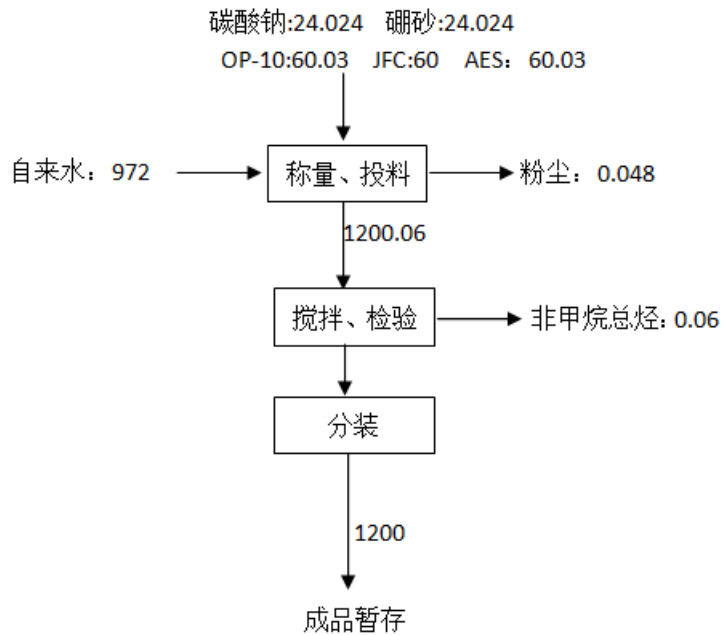 碳酸钠:24.024 硼砂:24.024
OP-10:60.03 JFC:60 AES：60.03
自来水：972
称量、投料
粉尘：0.048
1200.06
搅拌、检验
非甲烷总烃：0.06
分装
1200
成品暂存